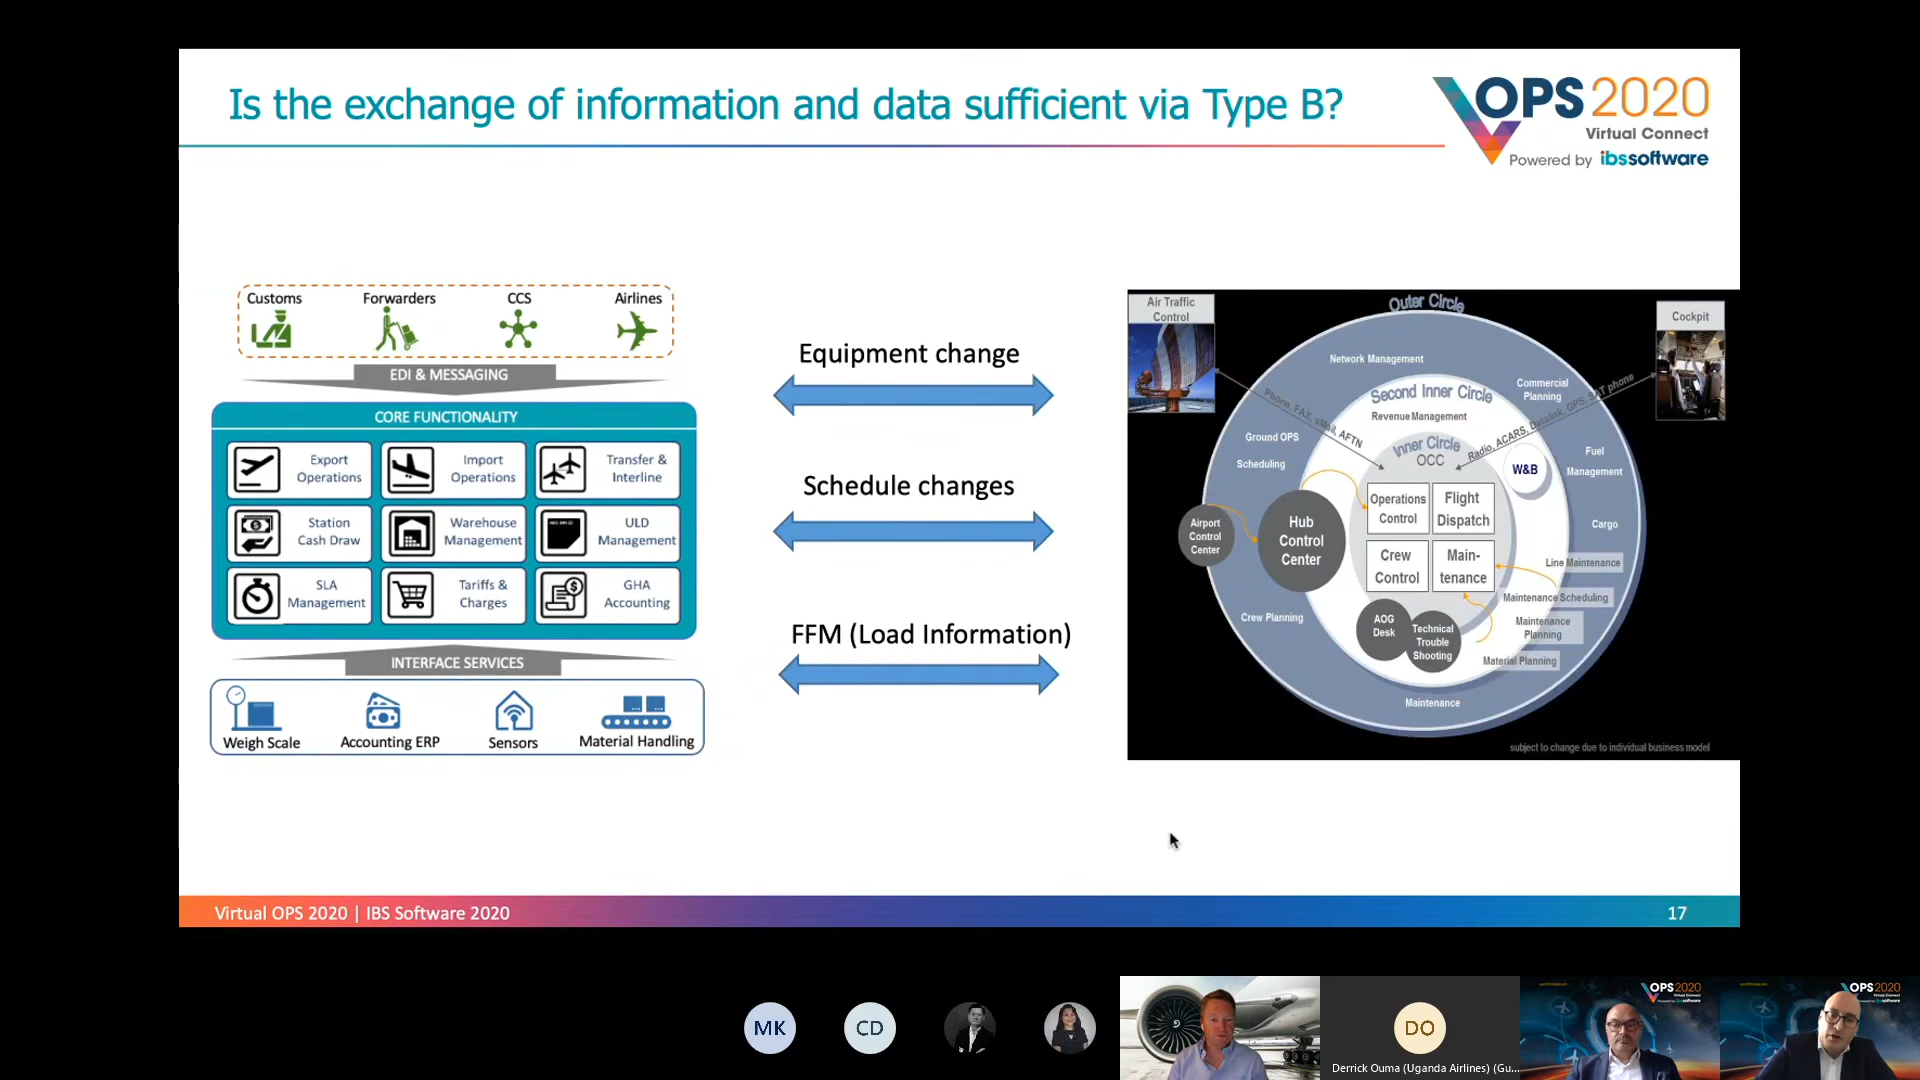 Is the exchange of information and data sufficient via Type B?
OPS 2020
Virtual Connect
Powered by ibssoftware
Customs
Forwarders
CCS
Airlines
EDI & MESSAGING
CORE FUNCTIONALITY
Export
Operations
Import
Operations
Transfer &
Interline
Station
Cash Draw
Warehouse
Management
ULD
Management
SLA
Management
Tariffs &
Charges
GHA
Accounting
INTERFACE SERVICES
Weigh Scale
Accounting ERP
Sensors
Material Handling
Equipment change
Schedule changes
FFM (Load Information)
Air Traffic
Control
Outer Circle
Cockpit
Network Management
Second Inner Circle
Commercial
Planning
Revenue Management
Phone, FAX, eMail, AFTN
Radio, ACARS, Datalink, GPS, SAT phone
Ground OPS
Inner Circle
OCC
Fuel
Management
Scheduling
W&B
Operations
Control
Flight
Dispatch
Airport
Control
Center
Hub
Control
Center
Cargo
Crew
Control
Main-
tenance
Line Maintenance
Maintenance Scheduling
Crew Planning
AOG
Desk
Technical
Trouble
Shooting
Maintenance
Planning
Material Planning
Maintenance
subject to change due to individual business model
Virtual OPS 2020 | IBS Software 2020
17
MK
CD
DO
Derrick Ouma (Uganda Airlines) (Gu...
OPS 2020
OPS 2020